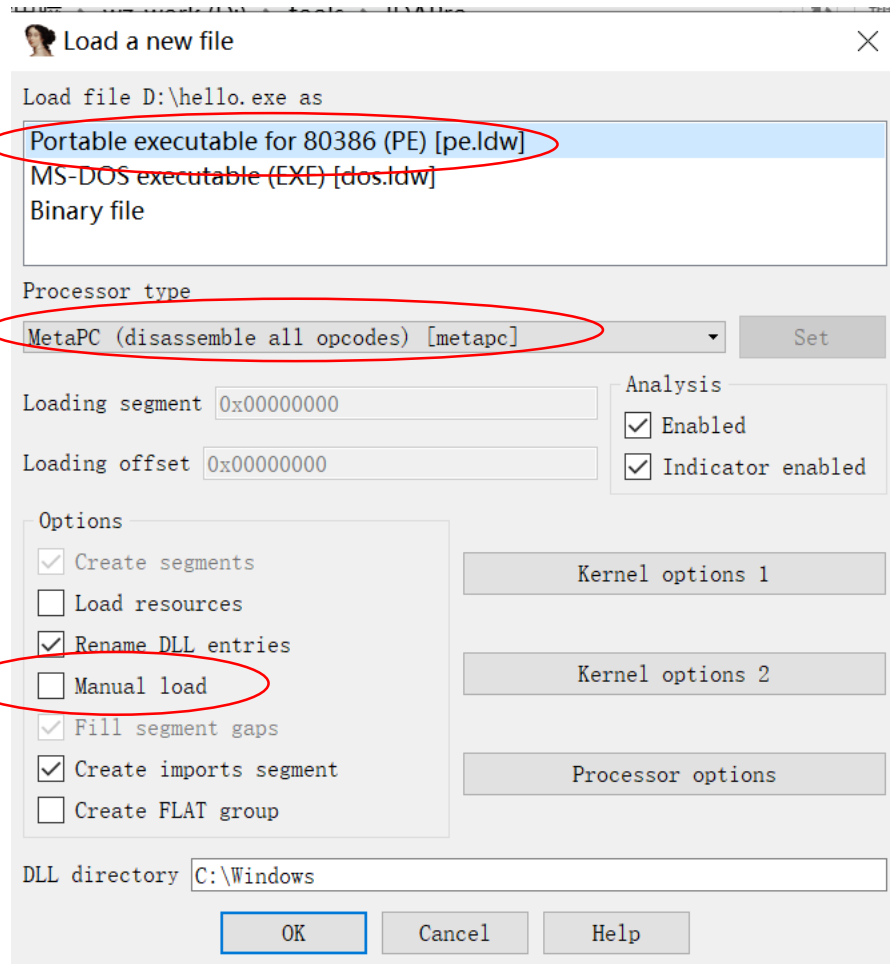 Load a new file
Load file D:\hello.exe as
Portable executable for 80386 (PE) [pe.ldw]
MS-DOS executable (EXE) [dos.ldw]
Binary file
Processor type
MetaPC (disassemble all opcodes) [metapc]
Set
Loading segment 0x00000000
Loading offset 0x00000000
Analysis
Enabled
Indicator enabled
Options
Create segments
Load resources
Rename DLL entries
Manual load
Fill segment gaps
Create imports segment
Create FLAT group
Kernel options 1
Kernel options 2
Processor options
DLL directory C:\Windows
OK
Cancel
Help